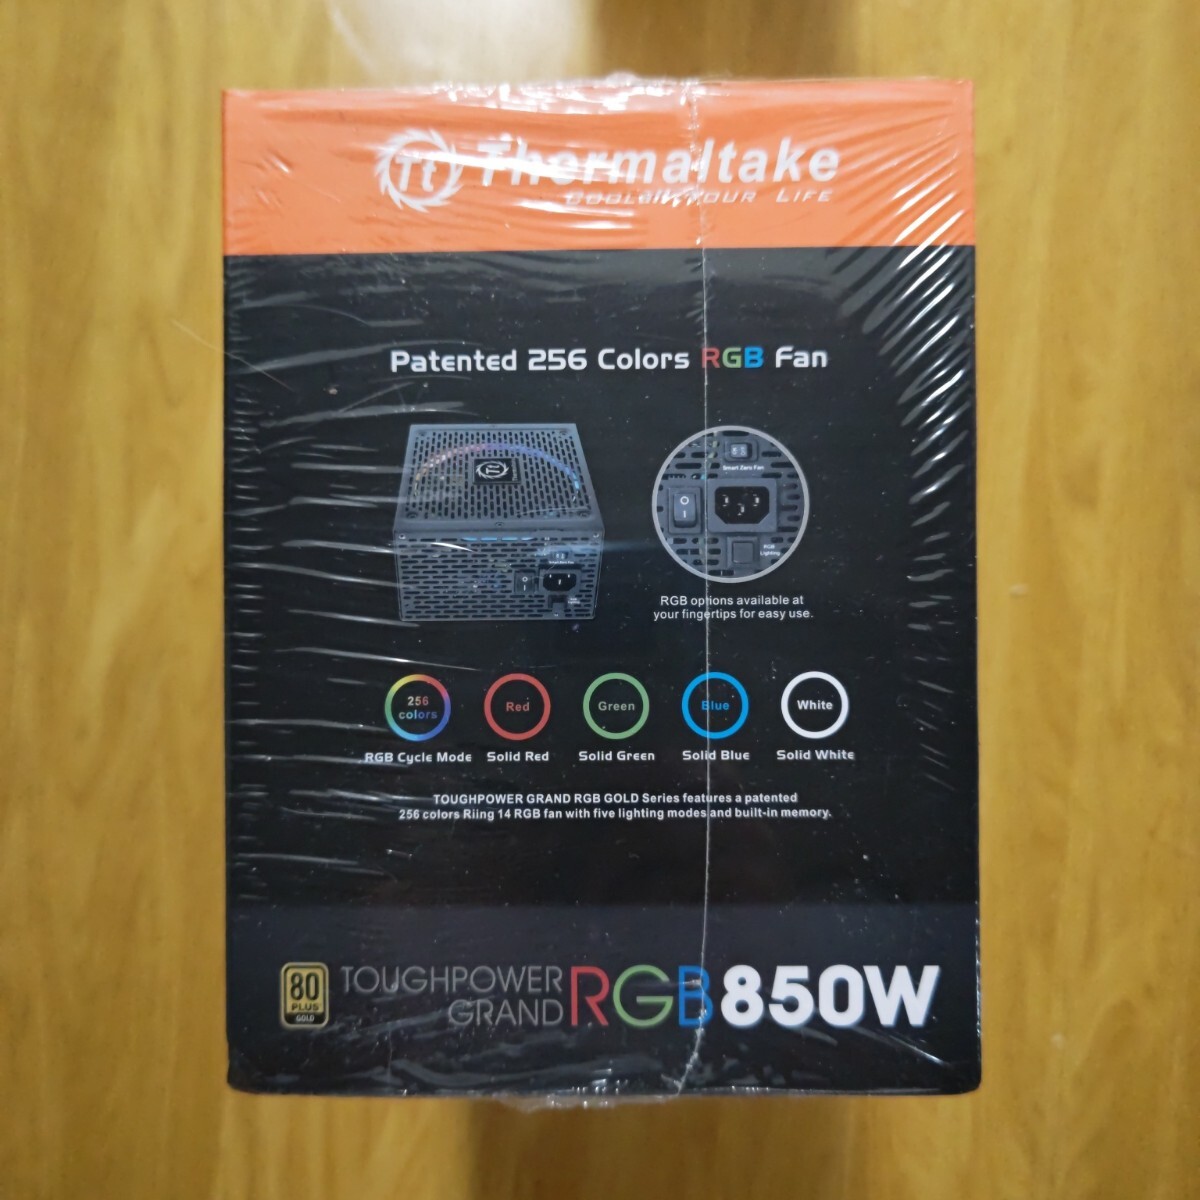 Thermaltake
COOL ALL YOUR LIFE
Patented 256 Colors RGB Fan
Smart Zero Fan
RGB
Lighting
RGB options available at
your fingertips for easy use.
256
colors
Red
Green
Blue
White
RGB Cycle Mode
Solid Red
Solid Green
Solid Blue
Solid White
TOUGHPOWER GRAND RGB GOLD Series features a patented
256 colors Riing 14 RGB fan with five lighting modes and built-in memory.
80
PLUS
GOLD
TOUGHPOWER
GRAND
RGB 850W